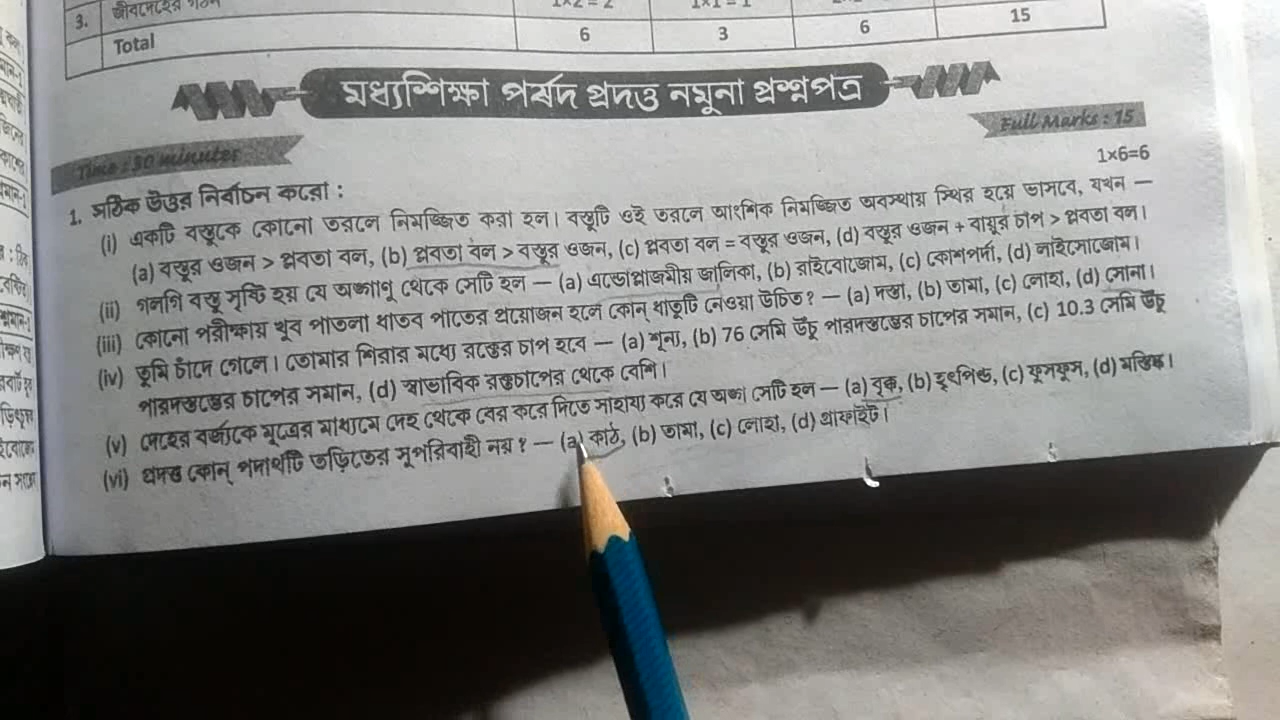 3. জীবদেহের গঠন 1×2=2 1×1=1
Total 6 3 6 15
মধ্যশিক্ষা পর্ষদ প্রদত্ত নমুনা প্রশ্নপত্র
Time : 30 minutes Full Marks : 15
1. সঠিক উত্তর নির্বাচন করো : 1×6=6
(i) একটি বস্তুকে কোনো তরলে নিমজ্জিত করা হল। বস্তুটি ওই তরলে আংশিক নিমজ্জিত অবস্থায় স্থির হয়ে ভাসবে, যখন —
(a) বস্তুর ওজন > প্লবতা বল, (b) প্লবতা বল > বস্তুর ওজন, (c) প্লবতা বল = বস্তুর ওজন, (d) বস্তুর ওজন + বায়ুর চাপ > প্লবতা বল।
(ii) গলগি বস্তু সৃষ্টি হয় যে অঙ্গাণু থেকে সেটি হল — (a) এন্ডোপ্লাজমীয় জালিকা, (b) রাইবোজোম, (c) কোশপর্দা, (d) লাইসোজোম।
(iii) কোনো পরীক্ষায় খুব পাতলা ধাতব পাতের প্রয়োজন হলে কোন্ ধাতুটি নেওয়া উচিত? — (a) দস্তা, (b) তামা, (c) লোহা, (d) সোনা।
(iv) তুমি চাঁদে গেলে। তোমার শিরার মধ্যে রক্তের চাপ হবে — (a) শূন্য, (b) 76 সেমি উঁচু পারদস্তম্ভের চাপের সমান, (c) 10.3 সেমি উঁচু
পারদস্তম্ভের চাপের সমান, (d) স্বাভাবিক রক্তচাপের থেকে বেশি।
(v) দেহের বর্জ্যকে মূত্রের মাধ্যমে দেহ থেকে বের করে দিতে সাহায্য করে যে অঙ্গ সেটি হল — (a) বৃক্ক, (b) হৃৎপিণ্ড, (c) ফুসফুস, (d) মস্তিষ্ক।
(vi) প্রদত্ত কোন্ পদার্থটি তড়িতের সুপরিবাহী নয়? — (a) কাঠ, (b) তামা, (c) লোহা, (d) গ্রাফাইট।